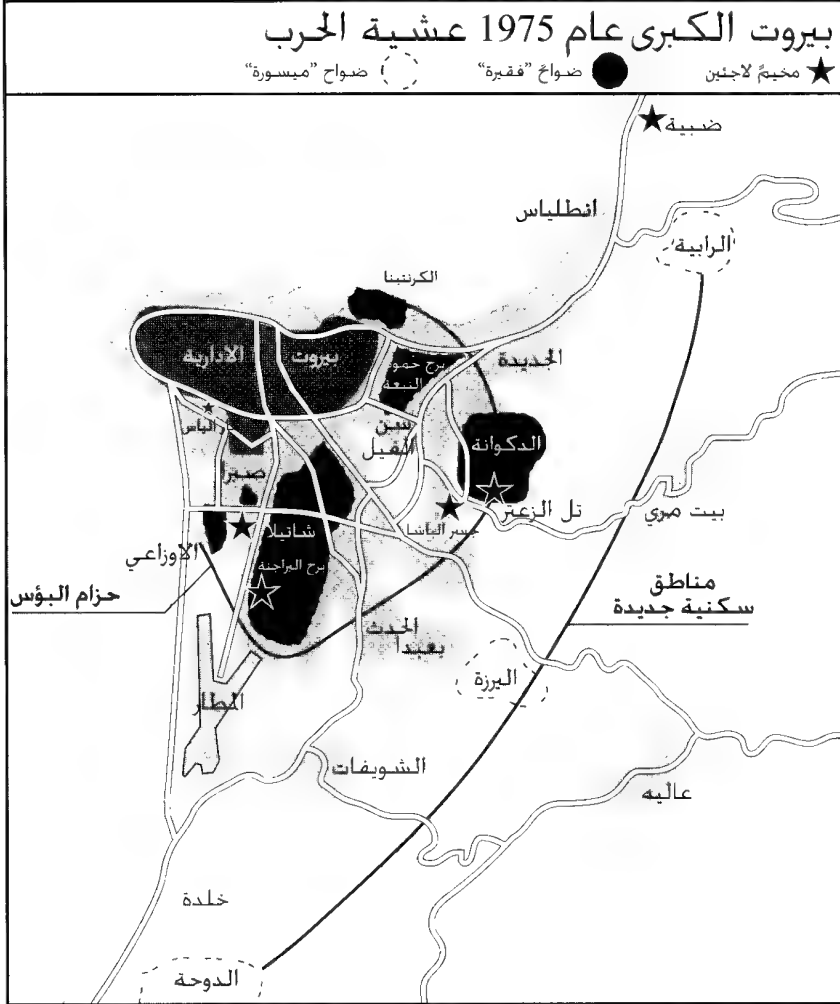 بيروت الكبرى عام 1975 عشية الحرب
مخيمُ لاجئين
ضواحٍ "فقيرة"
ضواح "ميسورة"
ضبية
انطلياس
الرابية
الكرنتينا
الادارية
بيروت
برج حمود
النبعة
الجديدة
سن
الفيل
الدكوانة
مار الياس
صبرا
تل الزعتر
بيت مري
جسر الباشا
شاتيلا
الاوزاعي
برج البراجنة
حزام البؤس
مناطق
سكنية جديدة
الحدث
بعبدا
اليرزة
المطار
الشويفات
عاليه
خلدة
الدوحة